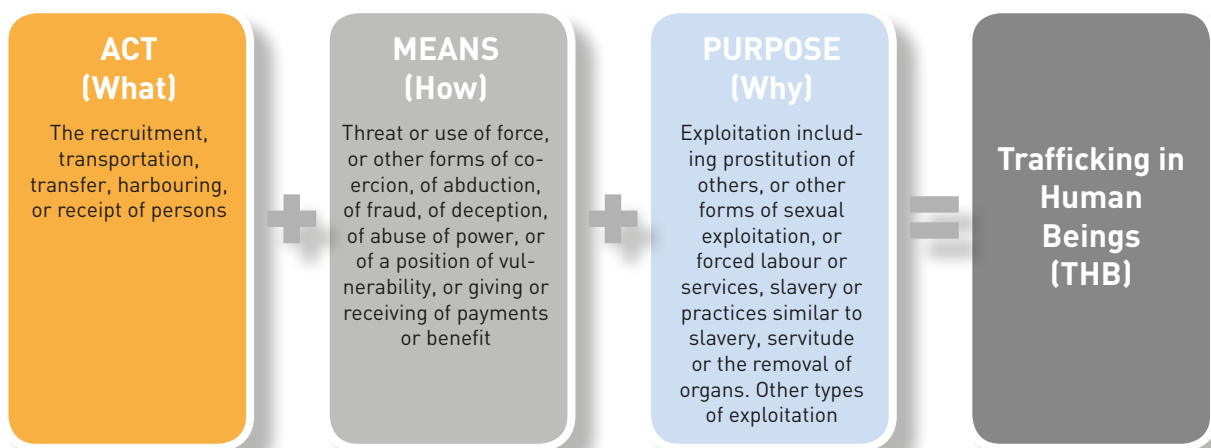 ACT
(What)
The recruitment,
transportation,
transfer, harbouring,
or receipt of persons
MEANS
(How)
Threat or use of force,
or other forms of co-
ercion, of abduction,
of fraud, of deception,
of abuse of power, or
of a position of vul-
nerability, or giving or
receiving of payments
or benefit
PURPOSE
(Why)
Exploitation includ-
ing prostitution of
others, or other
forms of sexual
exploitation, or
forced labour or
services, slavery or
practices similar to
slavery, servitude
or the removal of
organs. Other types
of exploitation
Trafficking in
Human
Beings
(THB)